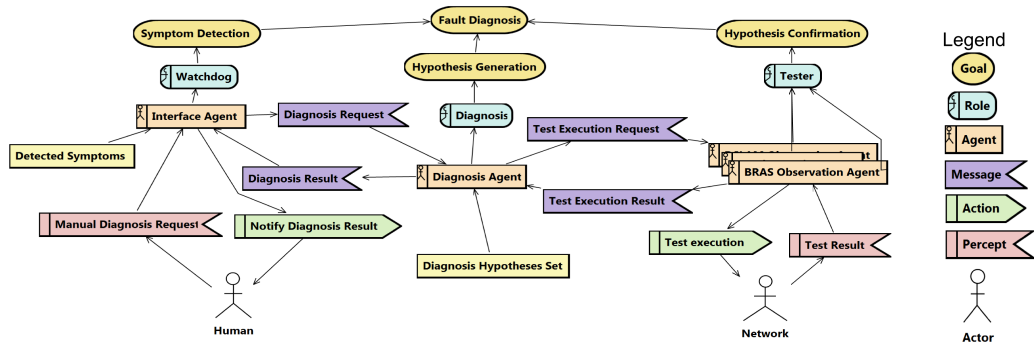 Fault Diagnosis
Symptom Detection
Hypothesis Confirmation
Legend
Hypothesis Generation
Goal
Watchdog
Tester
Role
Interface Agent
Diagnosis Request
Diagnosis
Test Execution Request
Agent
Detected Symptoms
Diagnosis Result
Diagnosis Agent
BRAS Observation Agent
Message
Test Execution Result
Action
Manual Diagnosis Request
Notify Diagnosis Result
Test execution
Test Result
Percept
Diagnosis Hypotheses Set
Human
Network
Actor